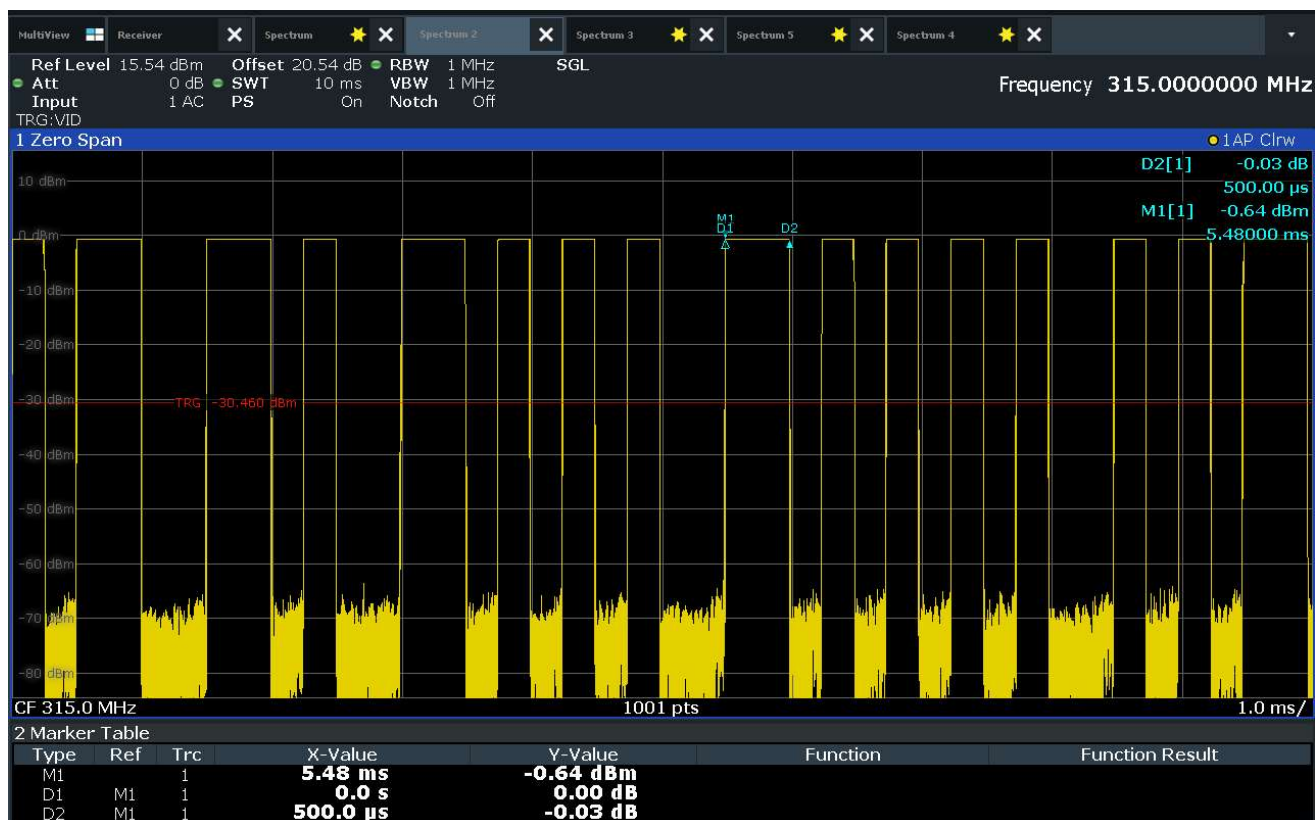 MultiView Receiver Spectrum Spectrum 2 Spectrum 3 Spectrum 5 Spectrum 4
Ref Level 15.54 dBm Offset 20.54 dB RBW 1 MHz SGL
Att 0 dB SWT 10 ms VBW 1 MHz Frequency 315.0000000 MHz
Input 1 AC PS On Notch Off
TRG:VID
1 Zero Span 1AP Clrw
D2[1] -0.03 dB
10 dBm
500.00 µs
M1[1] -0.64 dBm
M1
D1 D2
0 dBm 5.48000 ms
-10 dBm
-20 dBm
-30 dBm
TRG -30.460 dBm
-40 dBm
-50 dBm
-60 dBm
-70 dBm
-80 dBm
CF 315.0 MHz 1001 pts 1.0 ms/
2 Marker Table
Type Ref Trc X-Value Y-Value Function Function Result
M1 1 5.48 ms -0.64 dBm
D1 M1 1 0.0 s 0.00 dB
D2 M1 1 500.0 µs -0.03 dB